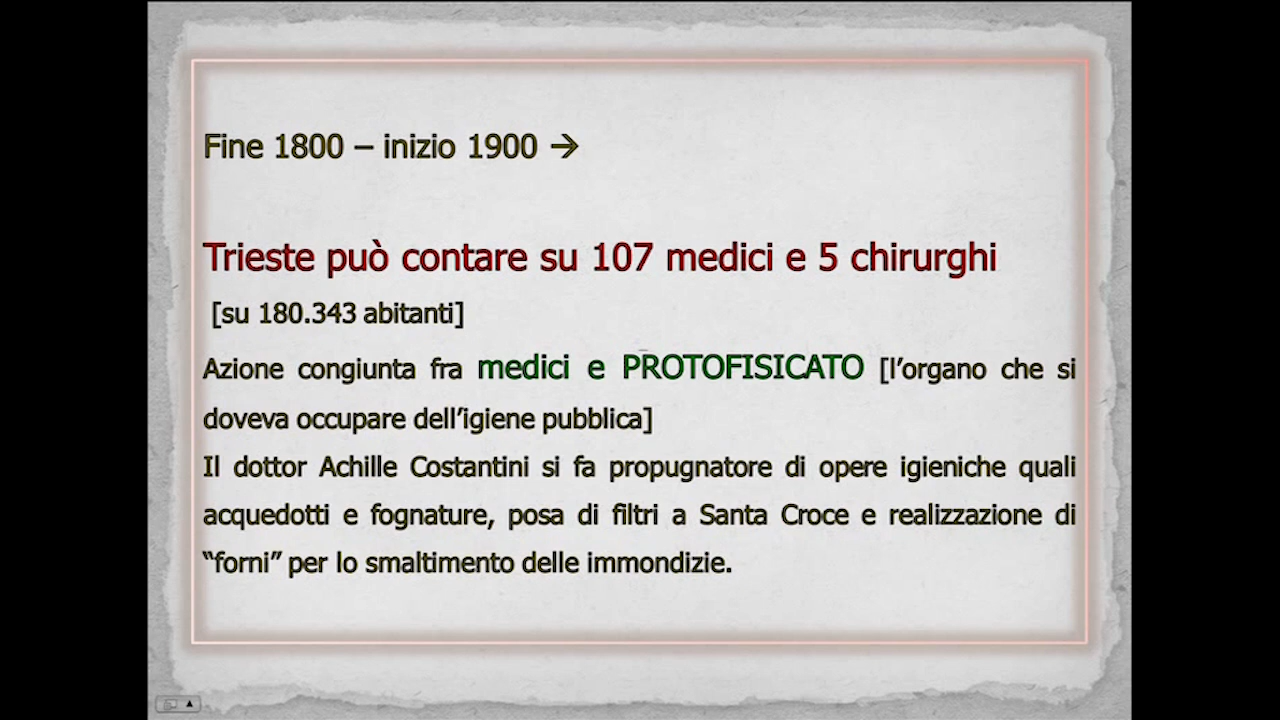 Fine 1800 – inizio 1900 →
Trieste può contare su 107 medici e 5 chirurghi
[su 180.343 abitanti]
Azione congiunta fra medici e PROTOFISICATO [l’organo che si
doveva occupare dell’igiene pubblica]
Il dottor Achille Costantini si fa propugnatore di opere igieniche quali
acquedotti e fognature, posa di filtri a Santa Croce e realizzazione di
“forni” per lo smaltimento delle immondizie.